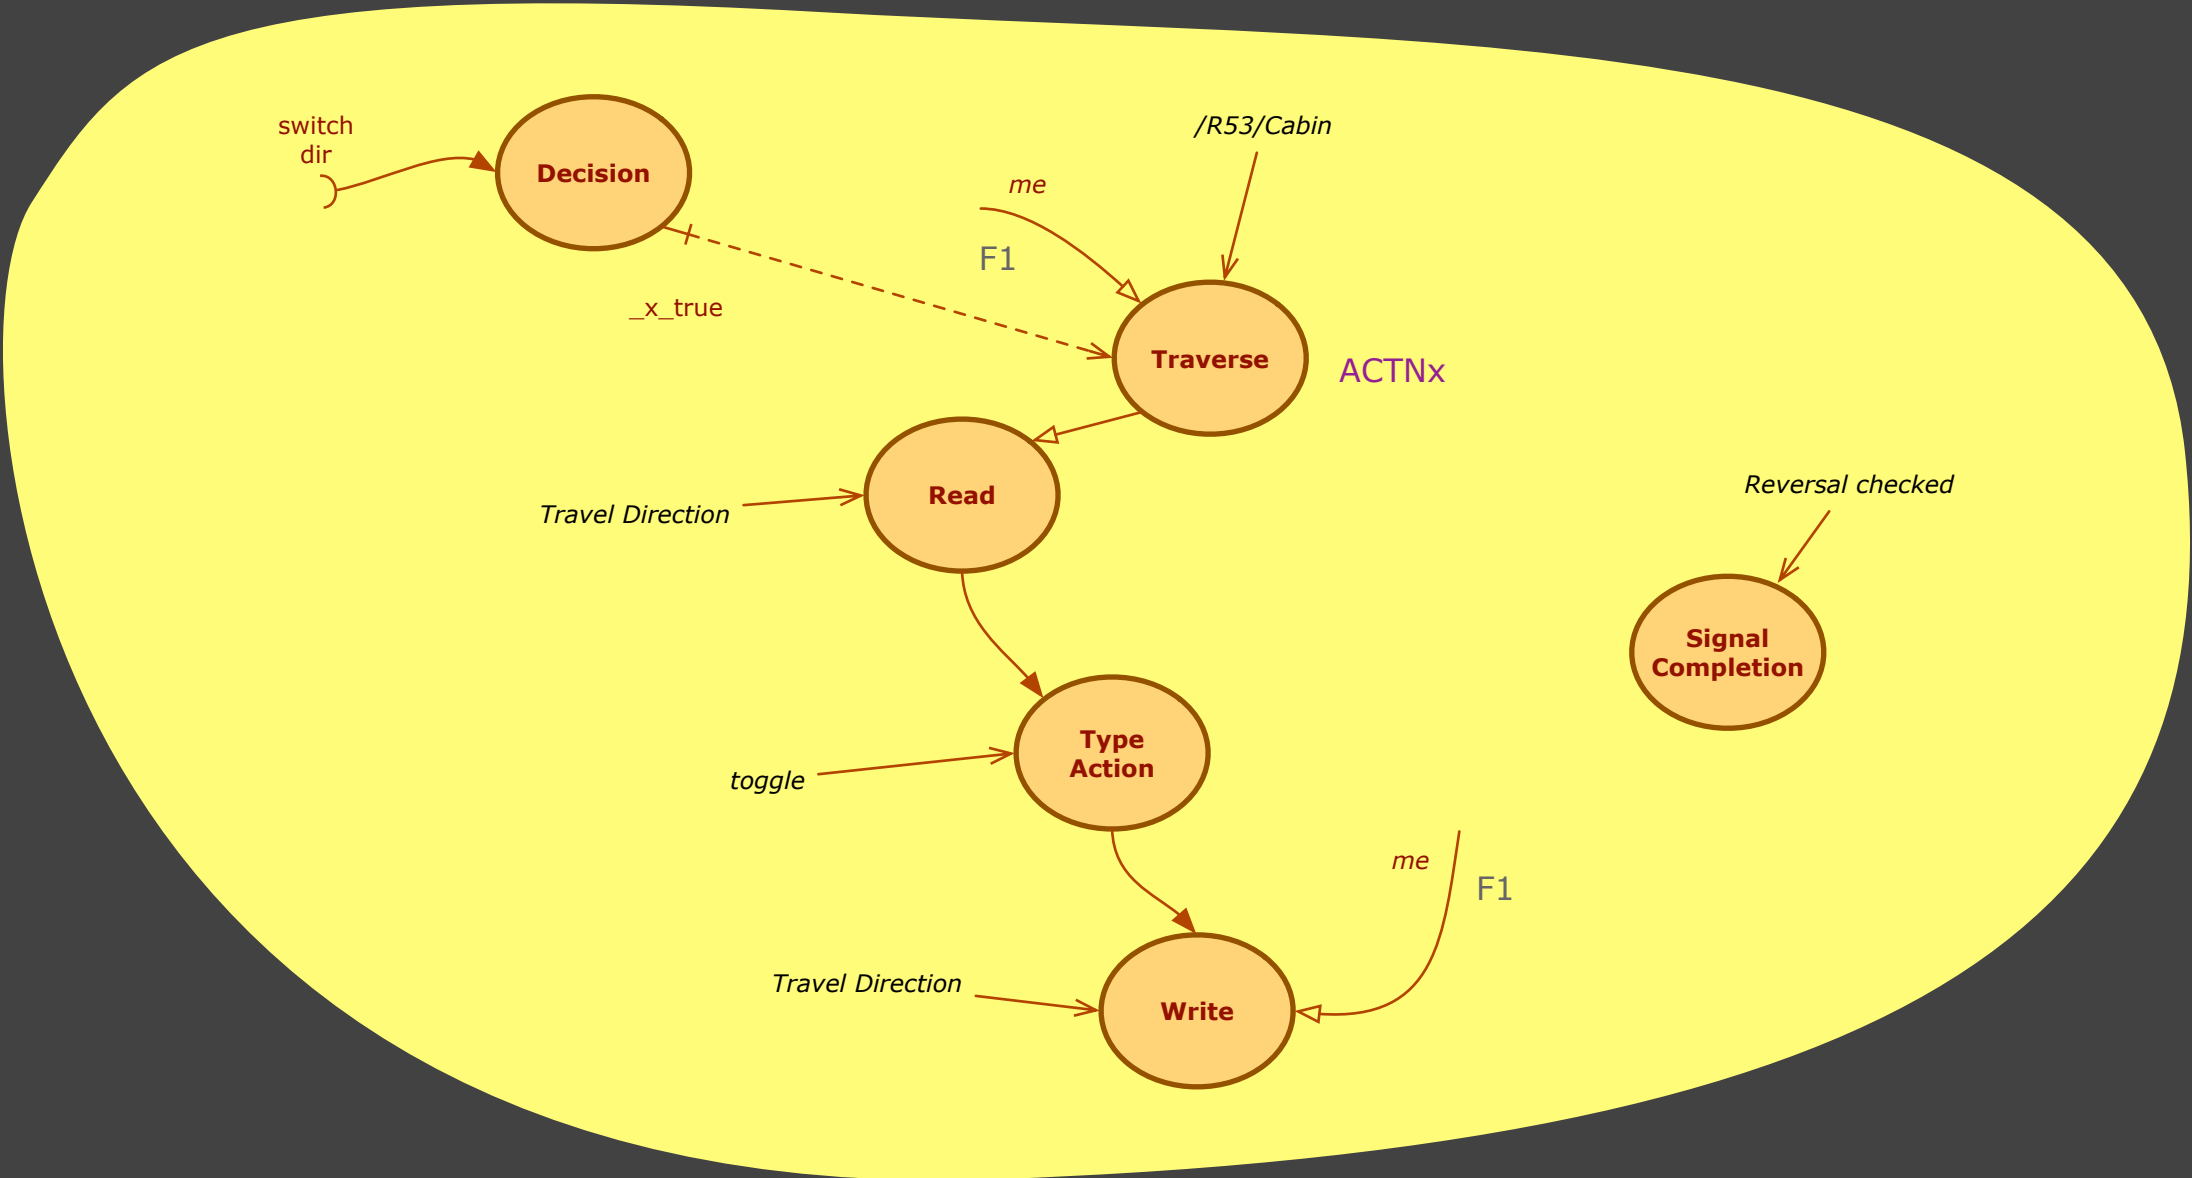 switch
dir
Decision
/R53/Cabin
me
F1
_x_true
Traverse
ACTNx
Read
Travel Direction
Reversal checked
Signal
Completion
Type
Action
toggle
me
F1
Travel Direction
Write